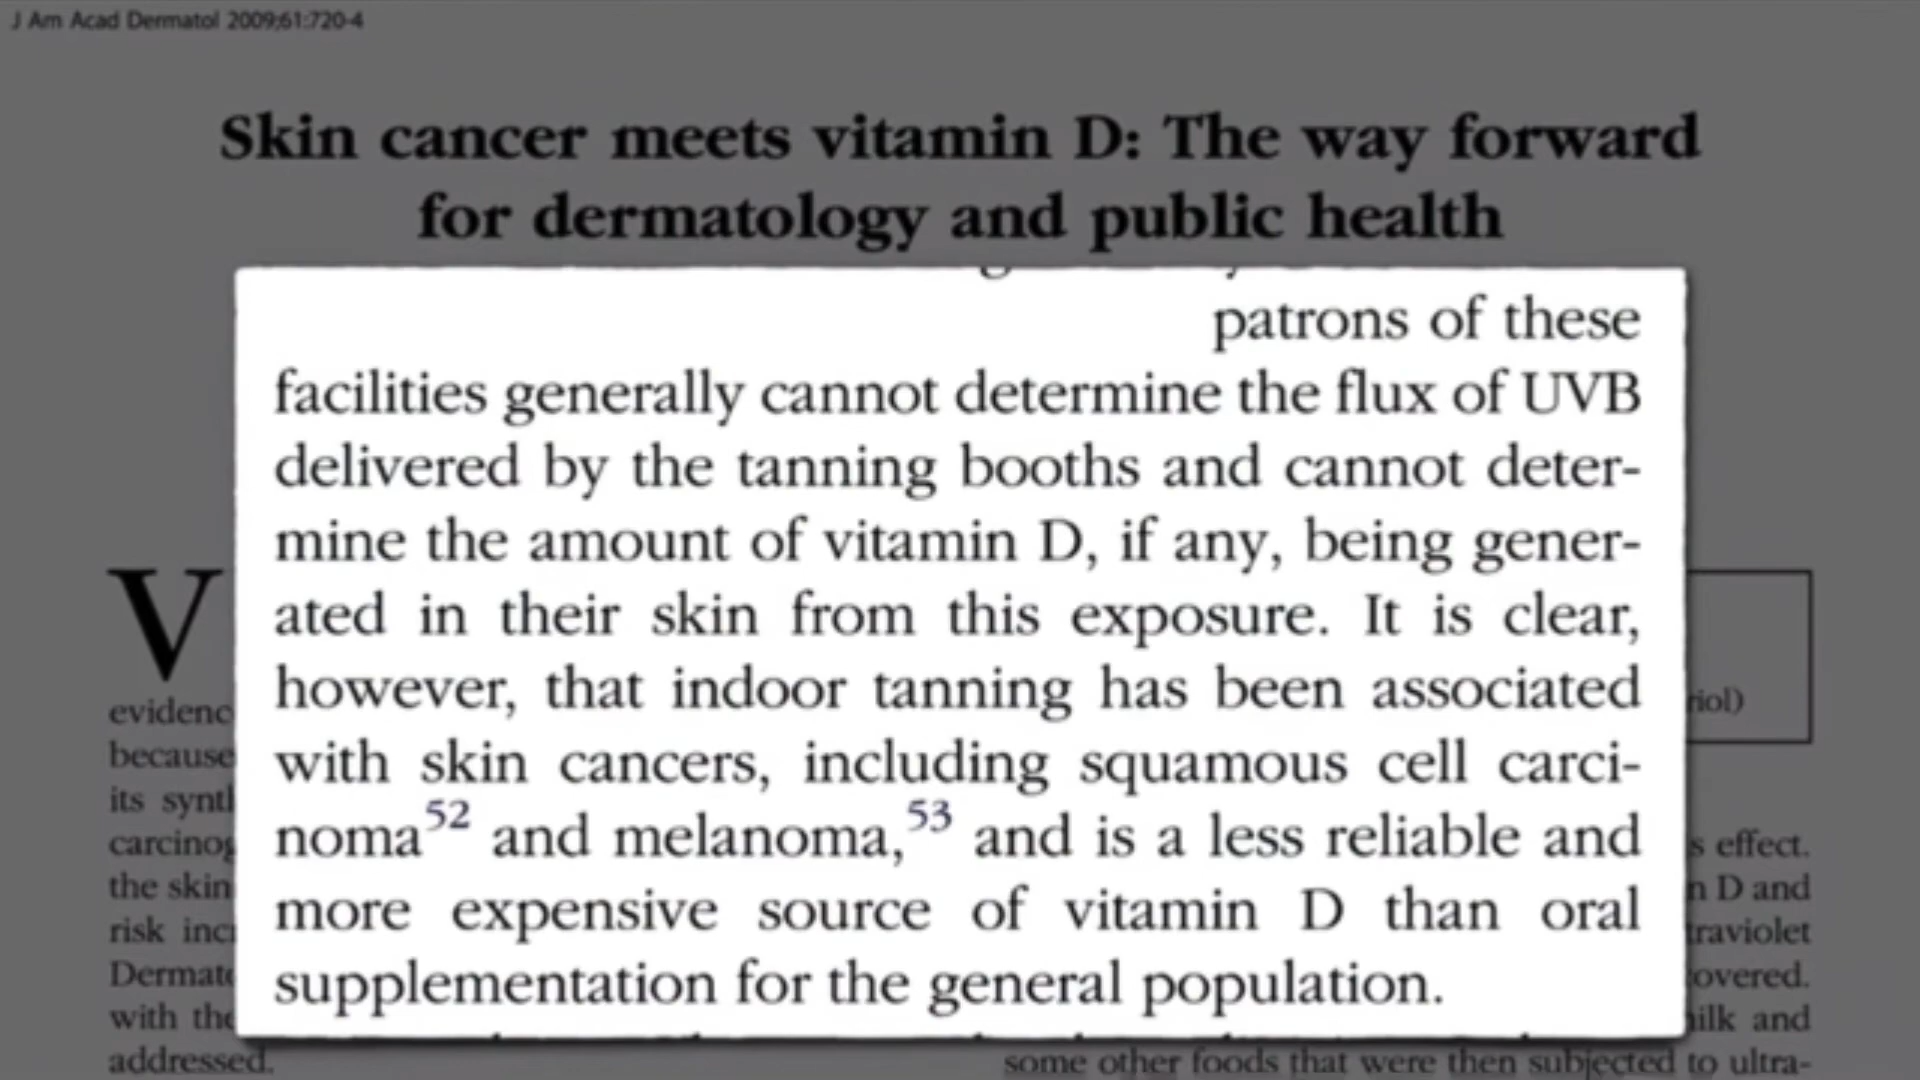 J Am Acad Dermatol 2009;61:720-4
Skin cancer meets vitamin D: The way forward
for dermatology and public health
patrons of these
facilities generally cannot determine the flux of UVB
delivered by the tanning booths and cannot deter-
mine the amount of vitamin D, if any, being gener-
ated in their skin from this exposure. It is clear,
however, that indoor tanning has been associated
with skin cancers, including squamous cell carci-
noma52 and melanoma,53 and is a less reliable and
more expensive source of vitamin D than oral
supplementation for the general population.
V
because
its
the skin
risk
with
addressed.
effect.
D and
and
some other foods that were then subjected to ultra-